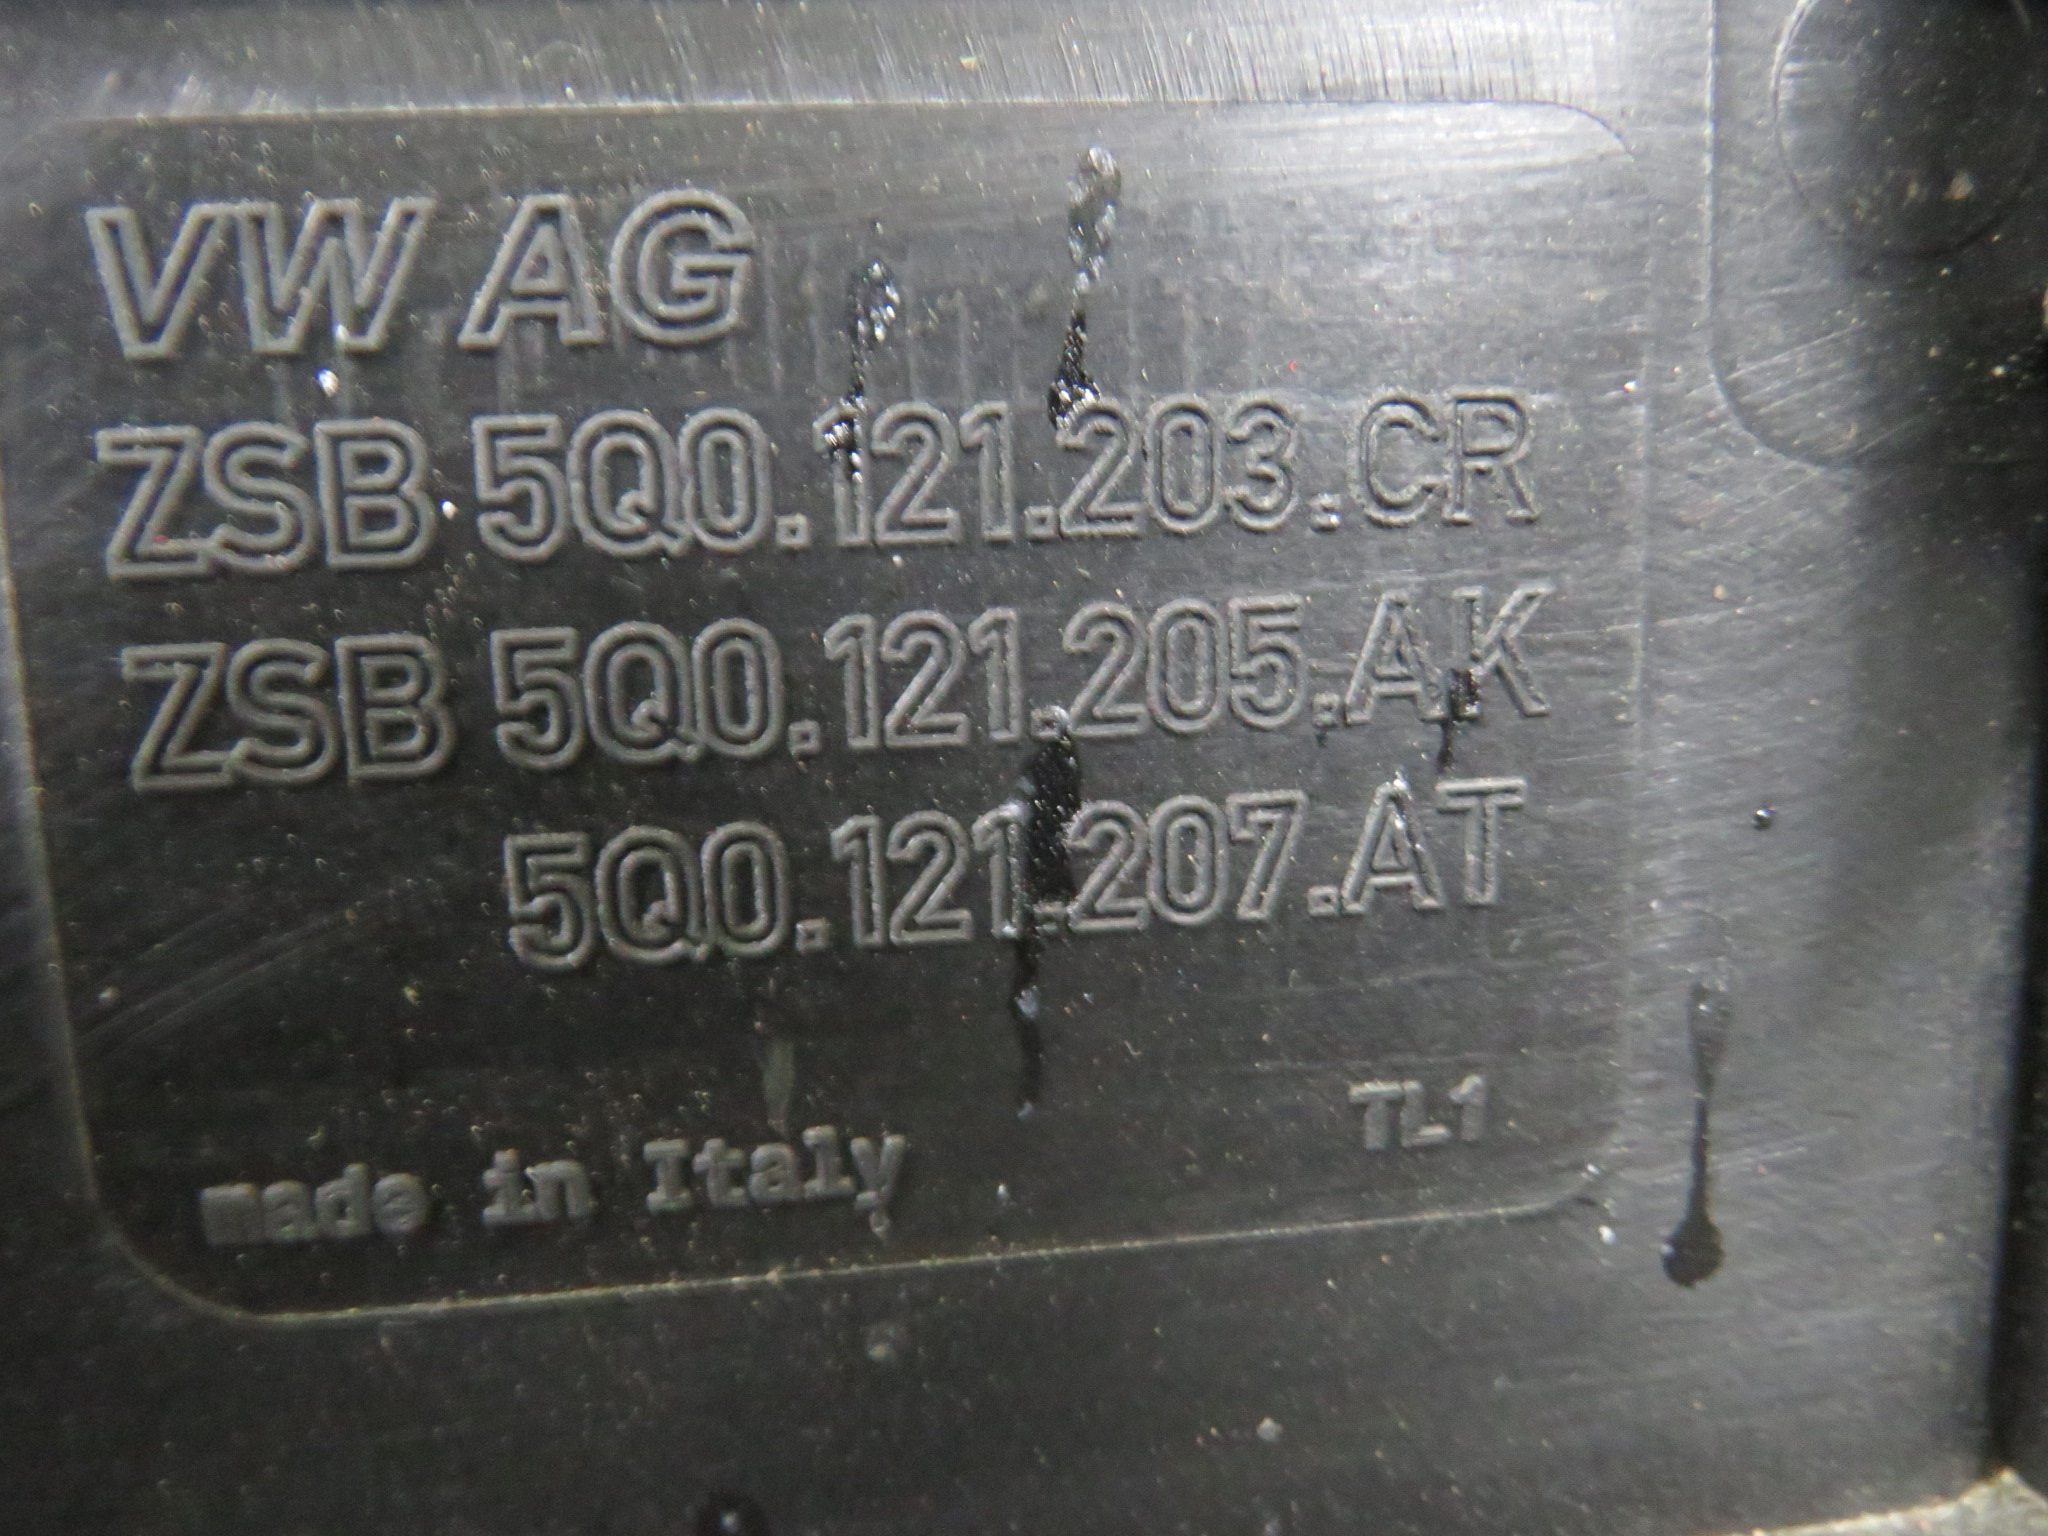 VW AG
ZSB 5Q0.121.203.CR
ZSB 5Q0.121.205.AK
5Q0.121.207.AT
TL1
made in Italy